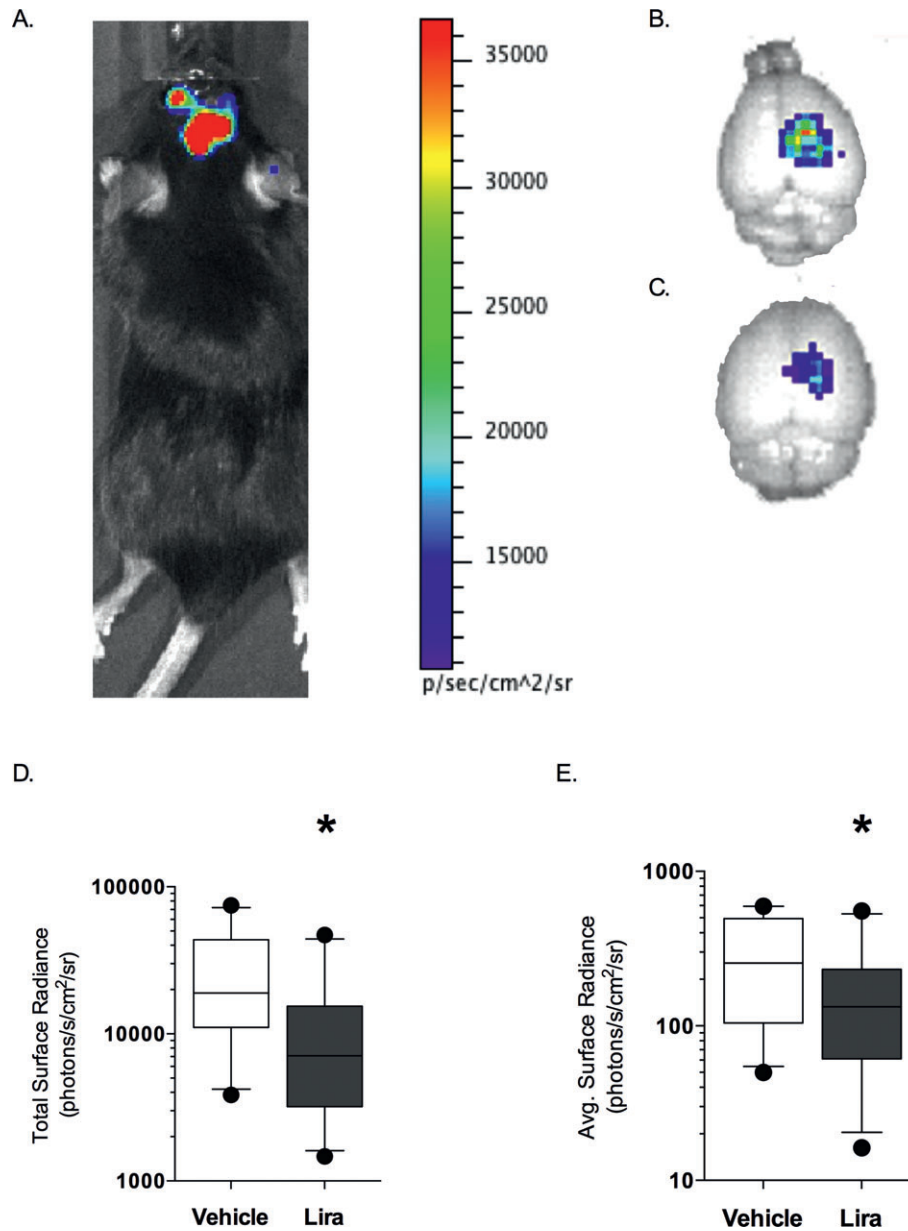 A.
35000
30000
25000
20000
15000
p/sec/cm^2/sr
B.
C.
D.
*
100000
10000
1000
Total Surface Radiance
(photons/s/cm²/sr)
Vehicle Lira
E.
*
1000
100
10
Avg. Surface Radiance
(photons/s/cm²/sr)
Vehicle Lira